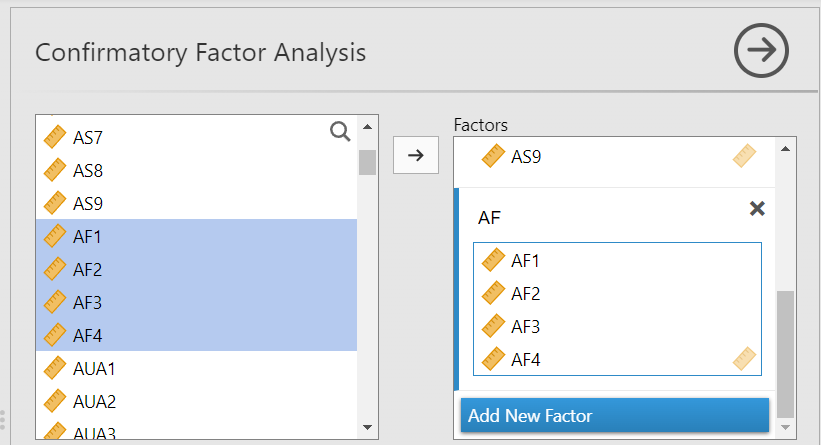 Confirmatory Factor Analysis
AS7
AS8
AS9
AF1
AF2
AF3
AF4
AUA1
AUA2
AUA3
Factors
AS9
AF
AF1
AF2
AF3
AF4
Add New Factor